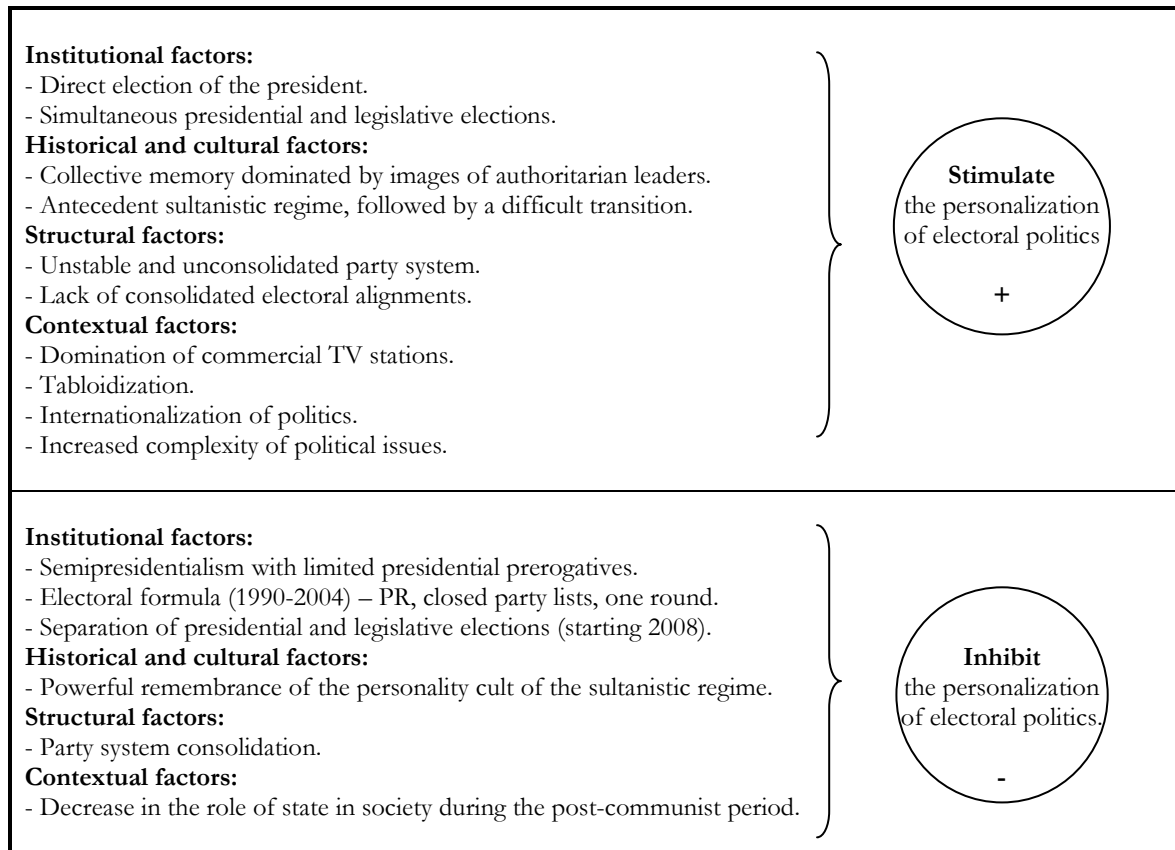 Institutional factors:
- Direct election of the president.
- Simultaneous presidential and legislative elections.
Historical and cultural factors:
- Collective memory dominated by images of authoritarian leaders.
- Antecedent sultanistic regime, followed by a difficult transition.
Structural factors:
- Unstable and unconsolidated party system.
- Lack of consolidated electoral alignments.
Contextual factors:
- Domination of commercial TV stations.
- Tabloidization.
- Internationalization of politics.
- Increased complexity of political issues.
Stimulate
the personalization
of electoral politics
+
Institutional factors:
- Semipresidentialism with limited presidential prerogatives.
- Electoral formula (1990-2004) – PR, closed party lists, one round.
- Separation of presidential and legislative elections (starting 2008).
Historical and cultural factors:
- Powerful remembrance of the personality cult of the sultanistic regime.
Structural factors:
- Party system consolidation.
Contextual factors:
- Decrease in the role of state in society during the post-communist period.
Inhibit
the personalization
of electoral politics.
-